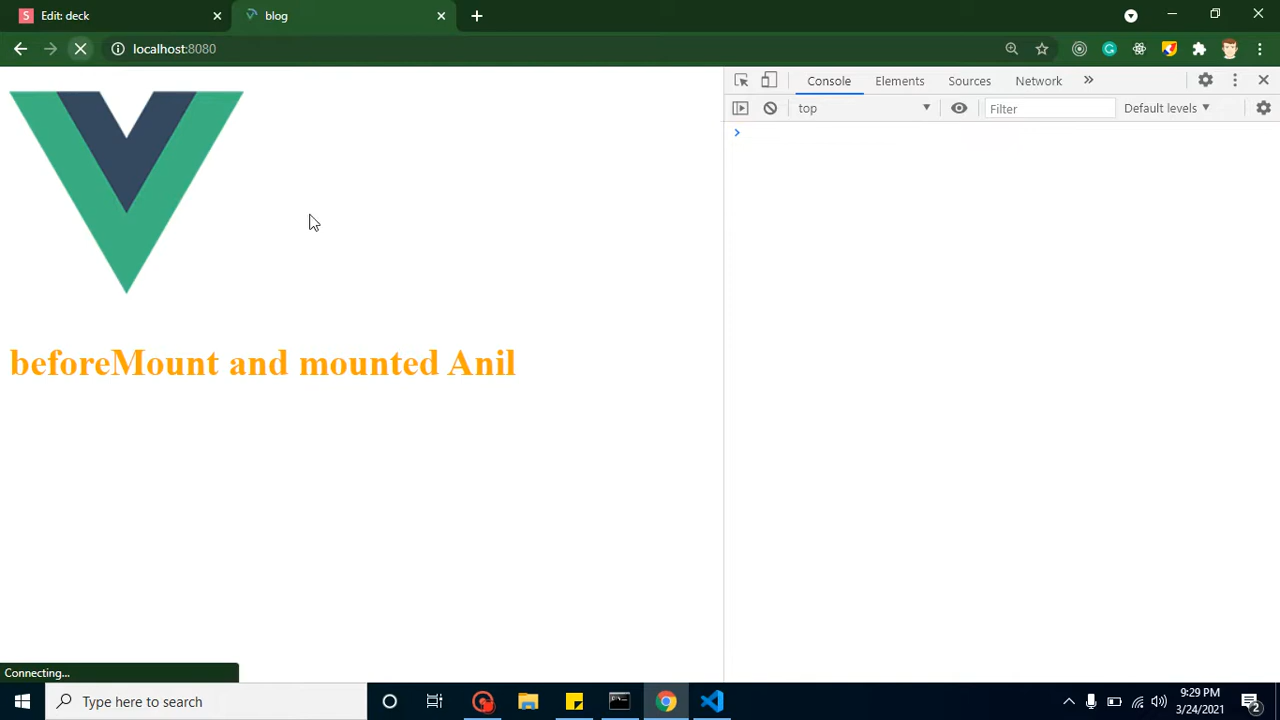 Edit: deck
blog
localhost:8080
Console
Elements
Sources
Network
top
Filter
Default levels
beforeMount and mounted Anil
Connecting...
Type here to search
9:29 PM
3/24/2021
2